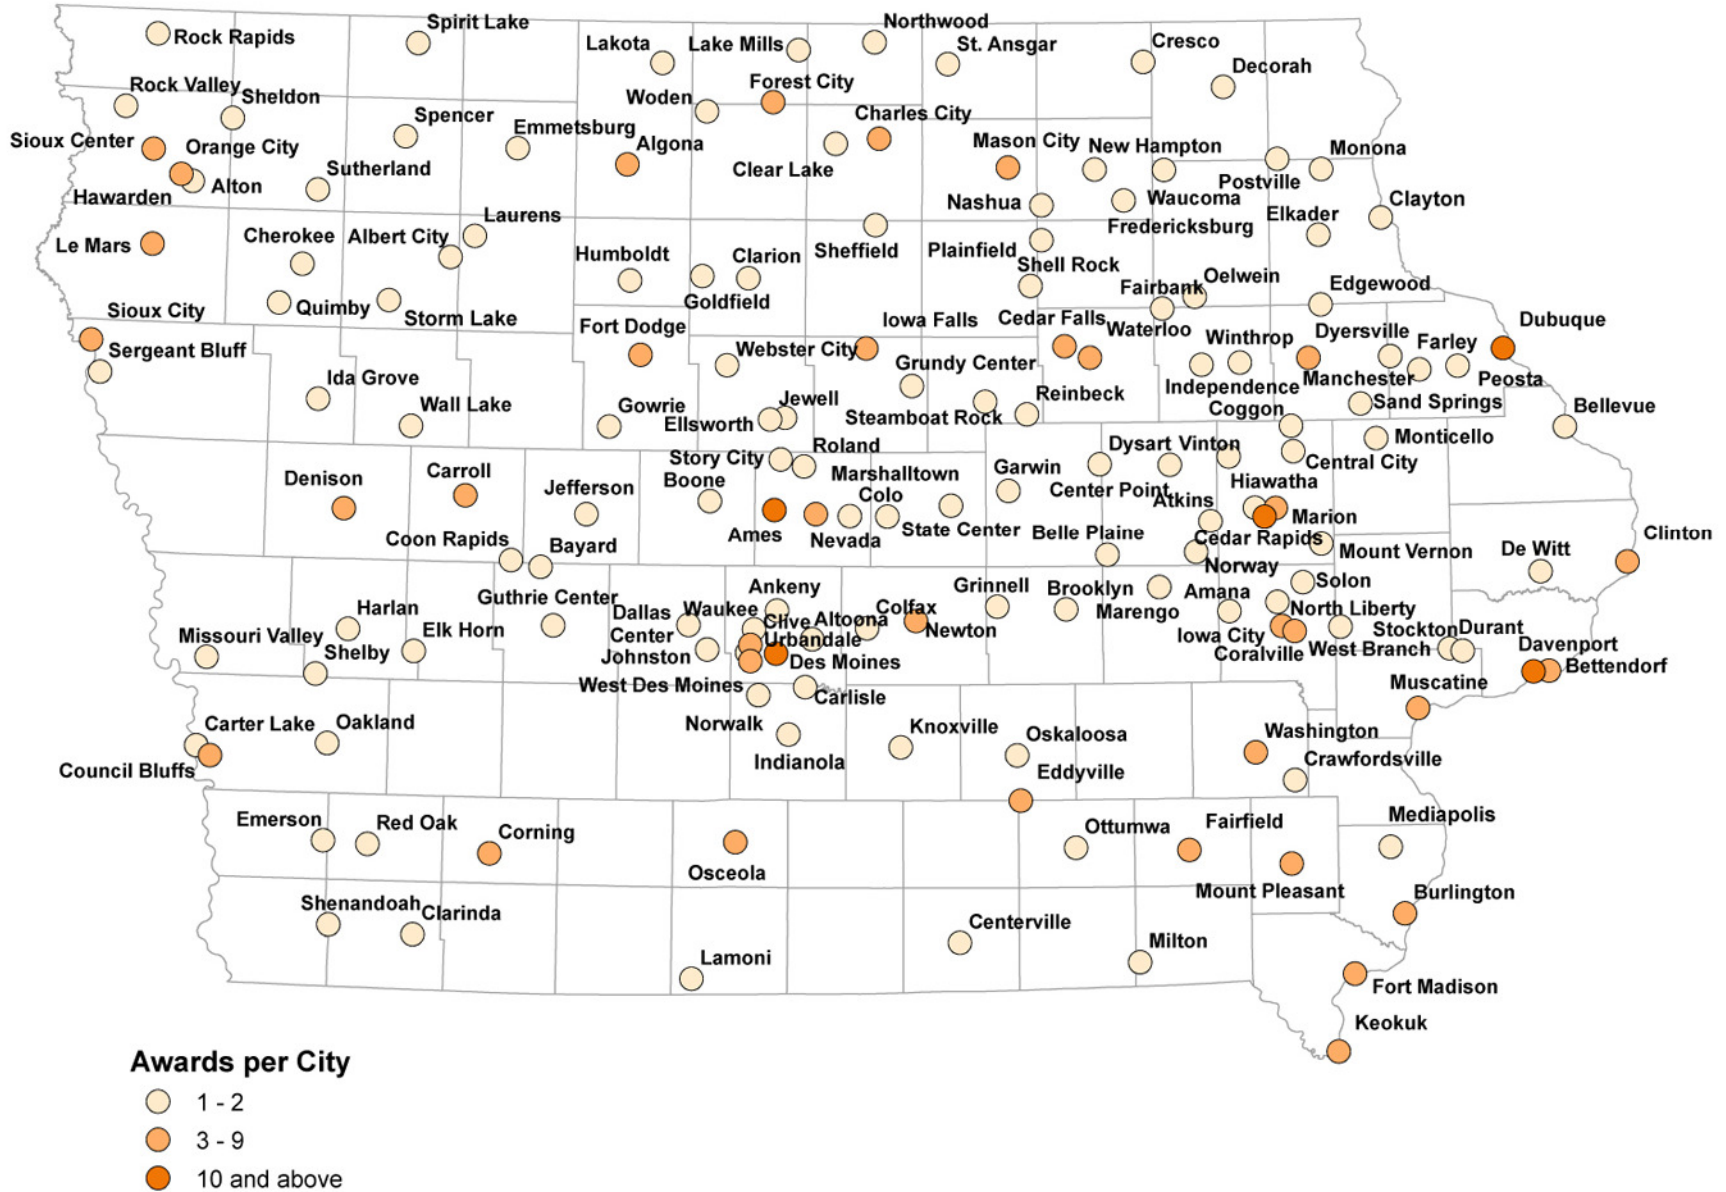 Spirit Lake
Northwood
Rock Rapids
Lakota
Lake Mills
St. Ansgar
Cresco
Decorah
Rock Valley
Sheldon
Forest City
Woden
Spencer
Emmetsburg
Charles City
Sioux Center
Orange City
Algona
Mason City
New Hampton
Monona
Sutherland
Clear Lake
Postville
Hawarden
Alton
Nashua
Waucoma
Clayton
Laurens
Elkader
Fredericksburg
Le Mars
Cherokee
Albert City
Humboldt
Clarion
Sheffield
Plainfield
Shell Rock
Oelwein
Fairbank
Edgewood
Goldfield
Sioux City
Quimby
Storm Lake
Fort Dodge
Iowa Falls
Cedar Falls
Waterloo
Winthrop
Dyersville
Farley
Dubuque
Sergeant Bluff
Webster City
Grundy Center
Independence
Manchester
Peosta
Ida Grove
Wall Lake
Gowrie
Jewell
Ellsworth
Steamboat Rock
Reinbeck
Coggon
Sand Springs
Bellevue
Roland
Dysart
Vinton
Monticello
Story City
Central City
Denison
Carroll
Jefferson
Boone
Marshalltown
Colo
Garwin
Center Point
Atkins
Hiawatha
Marion
Ames
Nevada
State Center
Belle Plaine
Cedar Rapids
Mount Vernon
De Witt
Clinton
Coon Rapids
Bayard
Norway
Ankeny
Grinnell
Brooklyn
Amana
Solon
Guthrie Center
Harlan
Dallas
Center
Waukee
Clive
Altoona
Colfax
Marengo
North Liberty
Missouri Valley
Elk Horn
Shelby
Johnston
Urbandale
Newton
Iowa City
Coralville
West Branch
Stockton
Durant
Davenport
Des Moines
Bettendorf
West Des Moines
Carlisle
Muscatine
Carter Lake
Oakland
Norwalk
Knoxville
Oskaloosa
Washington
Council Bluffs
Indianola
Eddyville
Crawfordsville
Emerson
Red Oak
Corning
Ottumwa
Fairfield
Mediapolis
Osceola
Mount Pleasant
Burlington
Shenandoah
Clarinda
Centerville
Milton
Lamoni
Fort Madison
Keokuk
Awards per City
1 - 2
3 - 9
10 and above